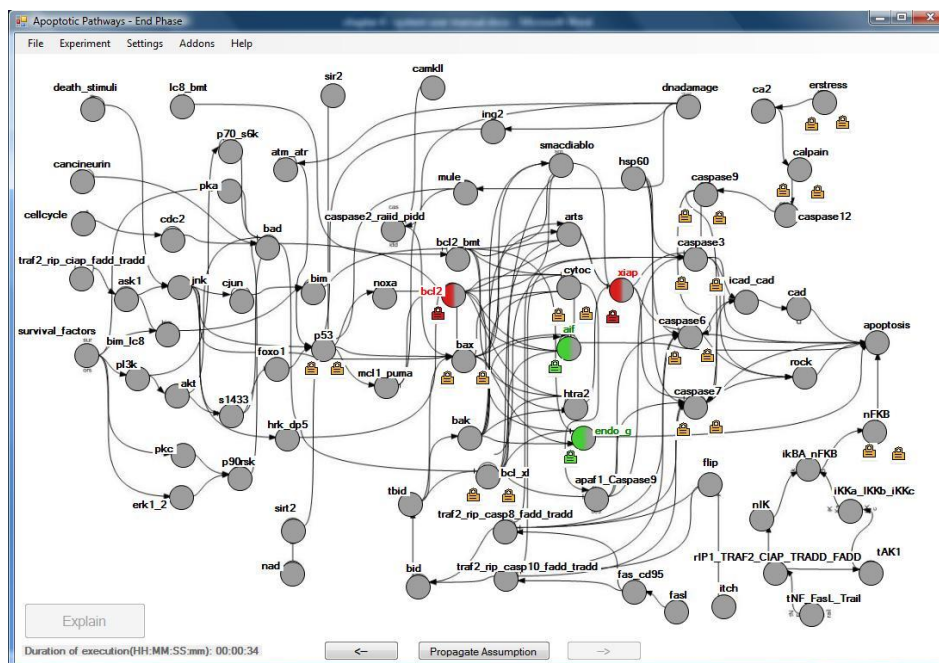 Apoptotic Pathways - End Phase
File Experiment Settings Addons Help
death_stimuli
lc8_bmt
sir2
camkII
dnadamage
ca2
erstress
ing2
p70_s6k
atm_atr
smacdiablo
hsp60
calpain
cancineurin
pka
mule
caspase9
caspase12
cellcycle
cdc2
bad
caspase2_raiid_pidd
arts
bcl2_bmt
caspase3
traf2_rip_ciap_fadd_tradd
ask1
jnk
cjun
bim
noxa
bcl2
cytoc
xiap
icad_cad
cad
survival_factors
bim_lc8
p53
bax
aif
caspase6
apoptosis
pI3k
akt
foxo1
mcl1_puma
htra2
caspase7
rock
s1433
hrk_dp5
bak
endo_g
nFKB
pkc
p90rsk
erk1_2
tbid
bcl_xl
apaf1_Caspase9
flip
ikBA_nFKB
iKKa_IKKb_iKKc
sirt2
traf2_rip_casp8_fadd_tradd
nIK
nad
bid
traf2_rip_casp10_fadd_tradd
fas_cd95
fasl
itch
rIP1_TRAF2_CIAP_TRADD_FADD
tAK1
tNF_FasL_Trail
Explain
Duration of execution(HH:MM:SS:mm): 00:00:34
<-- Propagate Assumption -->